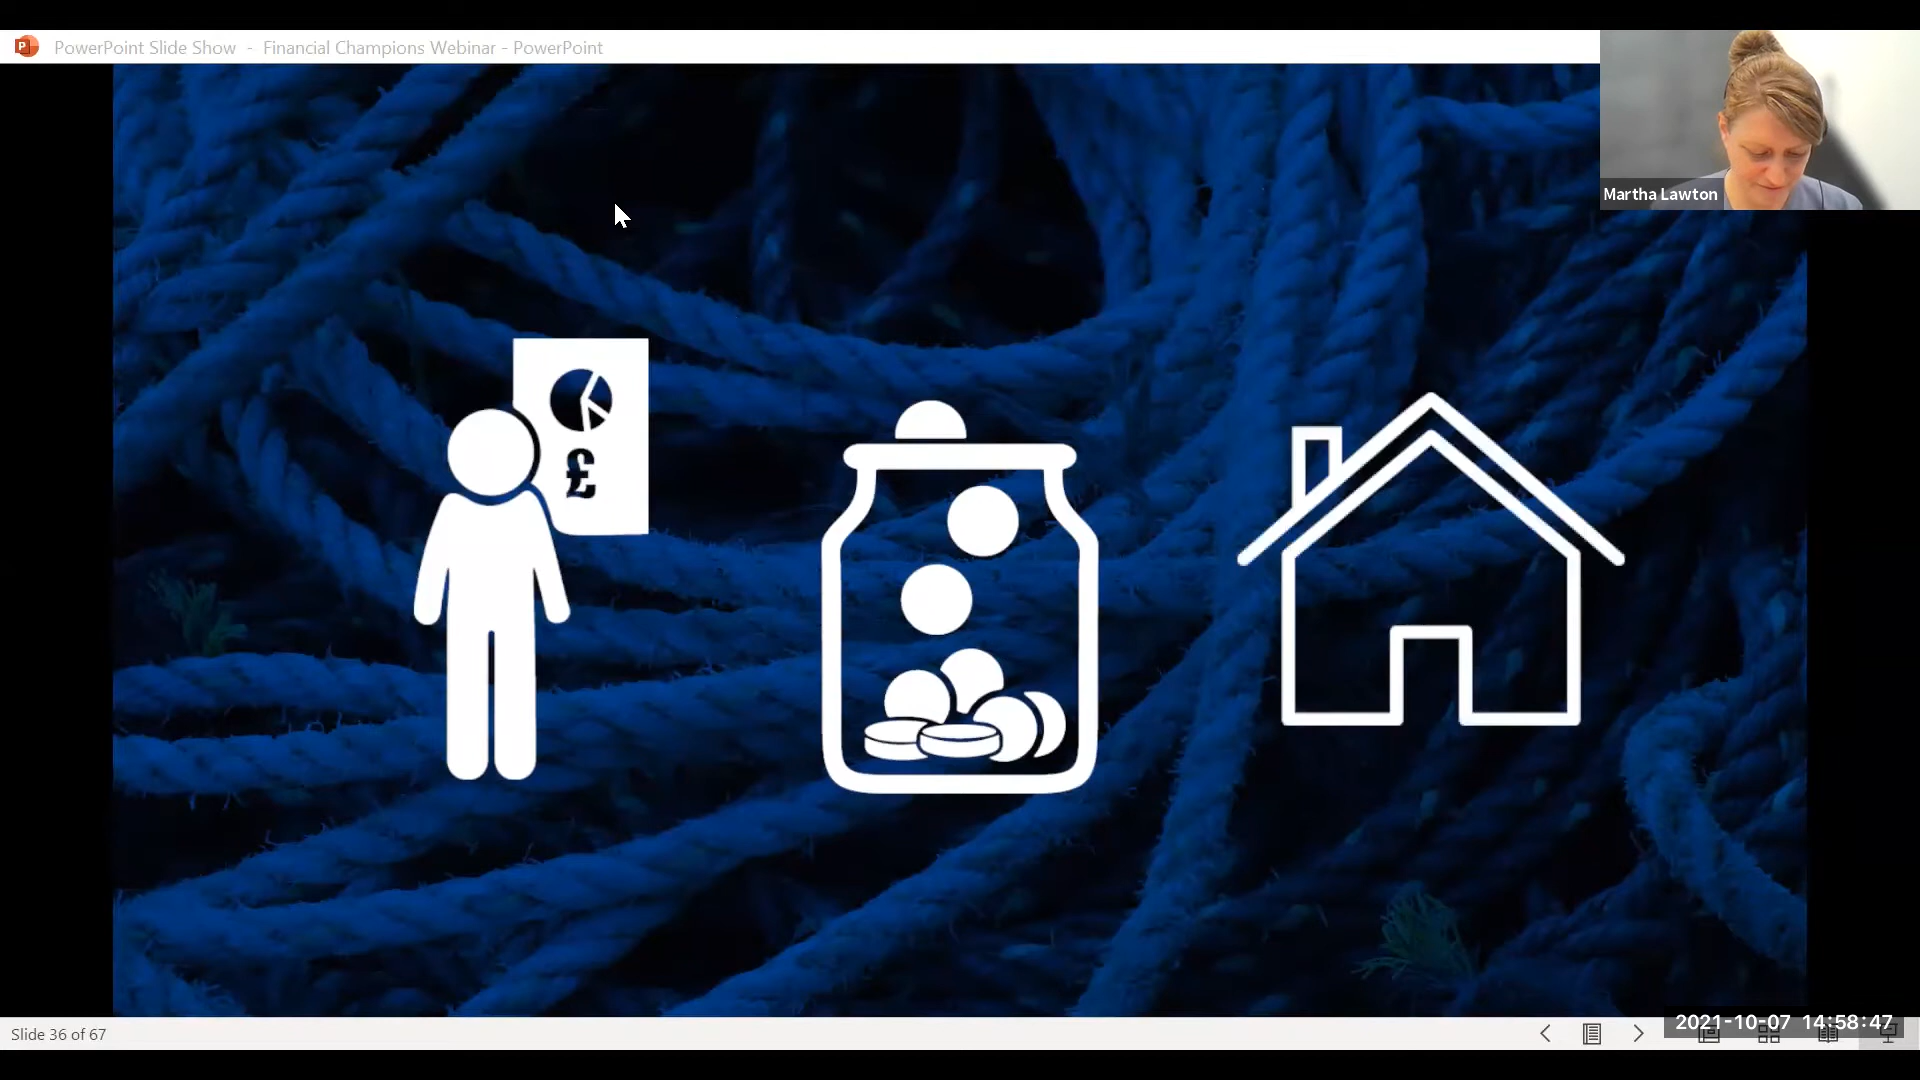 PowerPoint Slide Show - Financial Champions Webinar - PowerPoint
Martha Lawton
£
Slide 36 of 67
2021-10-07 14:58:47